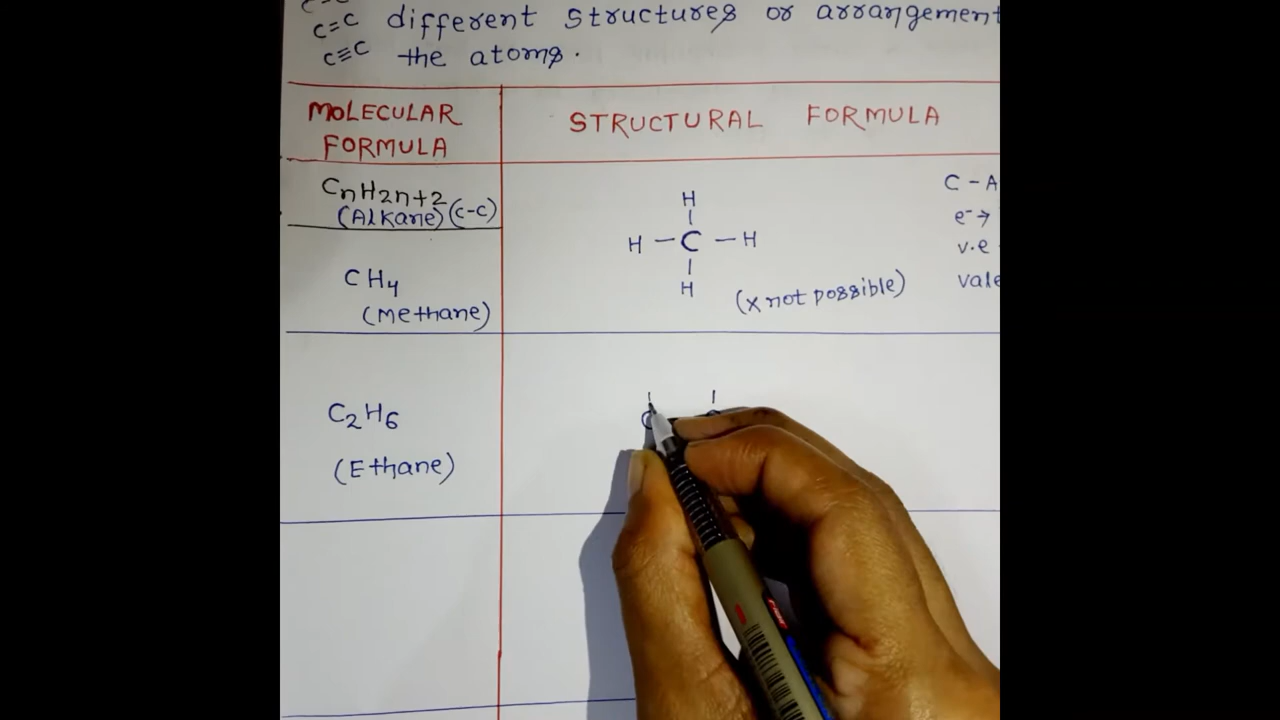 C=C different structures or arrangement
C≡C the atoms.
MOLECULAR FORMULA
STRUCTURAL FORMULA
CnH2n+2
(Alkane) (C-C)
H
H - C - H
H
(x not possible)
C - A
e⁻→
v.e
vale
CH4
(Methane)
C2H6
(Ethane)
C